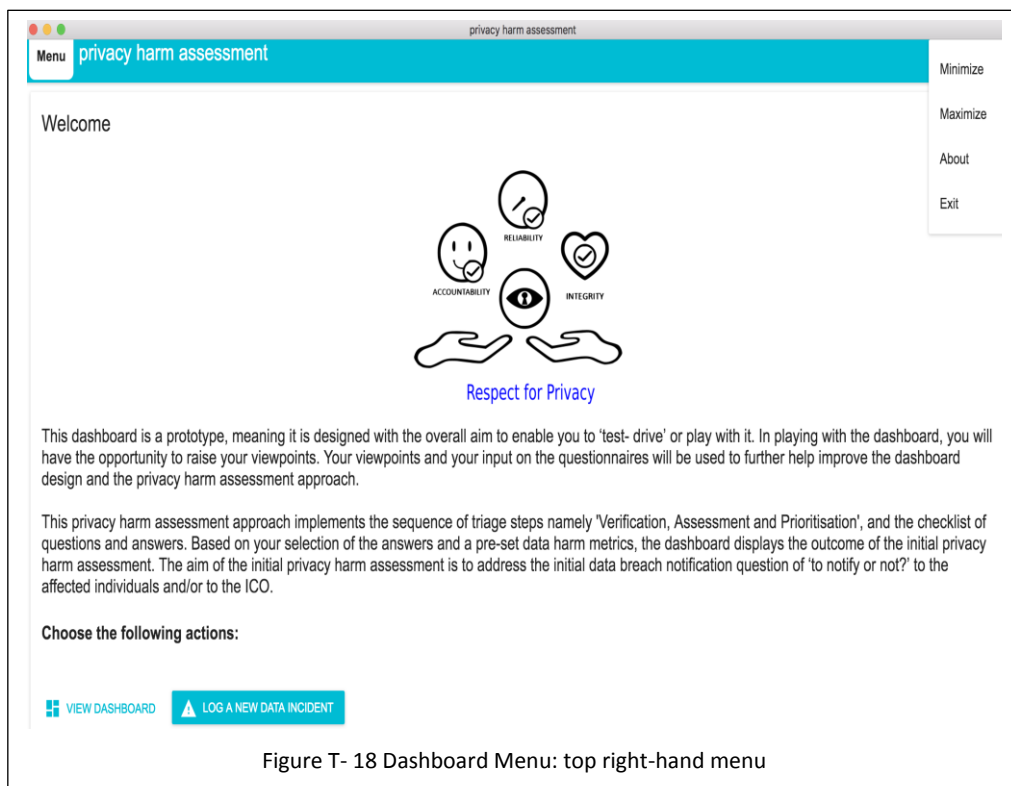 privacy harm assessment
Menu privacy harm assessment
Minimize
Maximize
About
Exit
Welcome
RELIABILITY
ACCOUNTABILITY
INTEGRITY
Respect for Privacy
This dashboard is a prototype, meaning it is designed with the overall aim to enable you to ‘test- drive’ or play with it. In playing with the dashboard, you will
have the opportunity to raise your viewpoints. Your viewpoints and your input on the questionnaires will be used to further help improve the dashboard
design and the privacy harm assessment approach.
This privacy harm assessment approach implements the sequence of triage steps namely 'Verification, Assessment and Prioritisation', and the checklist of
questions and answers. Based on your selection of the answers and a pre-set data harm metrics, the dashboard displays the outcome of the initial privacy
harm assessment. The aim of the initial privacy harm assessment is to address the initial data breach notification question of ‘to notify or not?’ to the
affected individuals and/or to the ICO.
Choose the following actions:
VIEW DASHBOARD
LOG A NEW DATA INCIDENT
Figure T- 18 Dashboard Menu: top right-hand menu